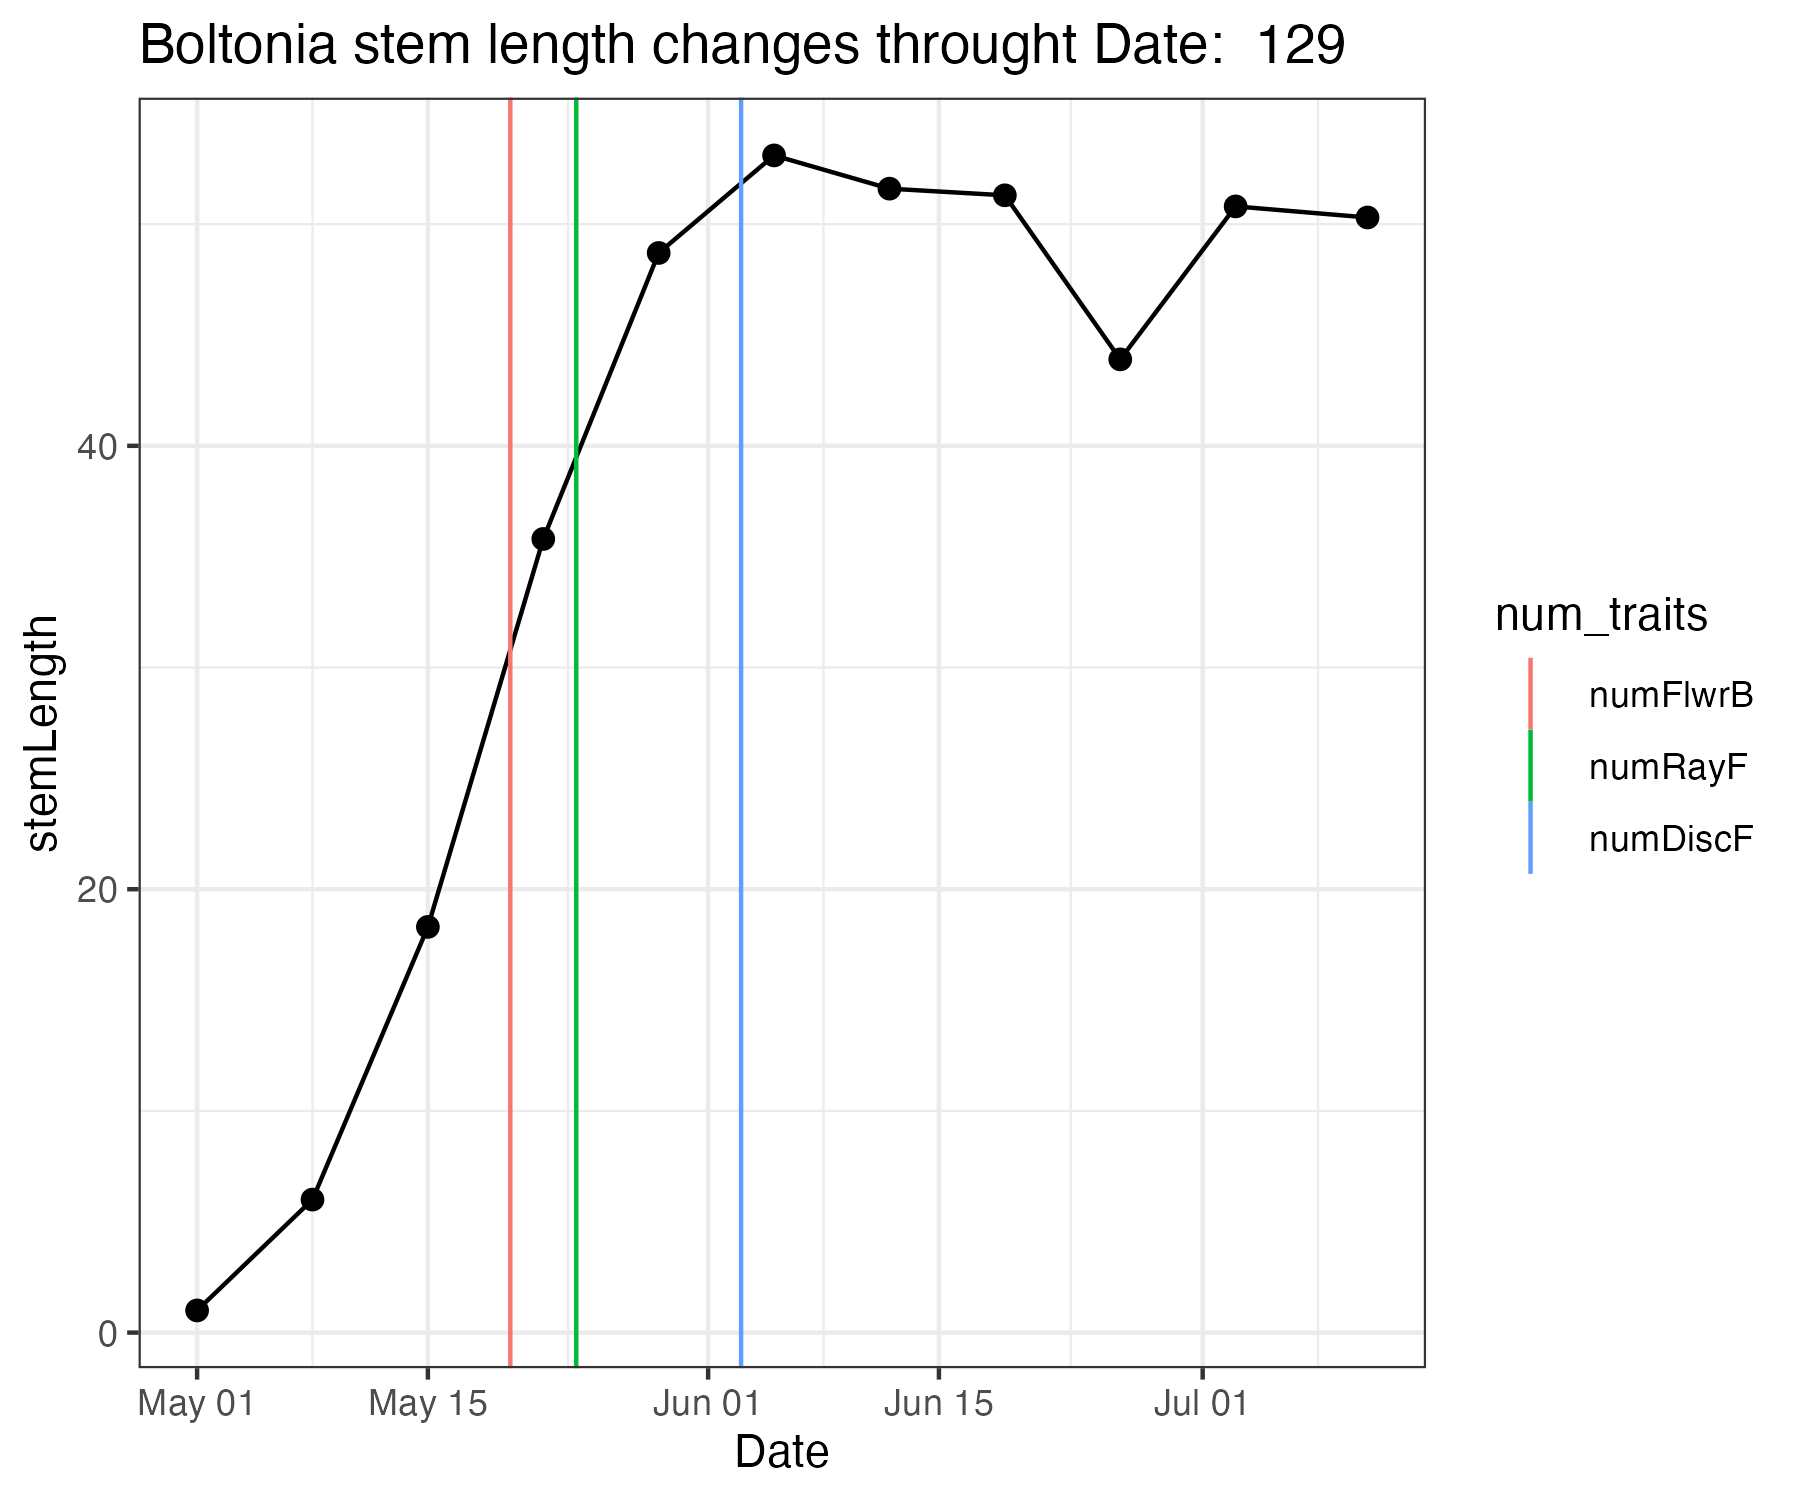 Boltonia stem length changes throught Date:  129
stemLength
40
20
0
May 01
May 15
Jun 01
Jun 15
Jul 01
Date
num_traits
numFlwrB
numRayF
numDiscF